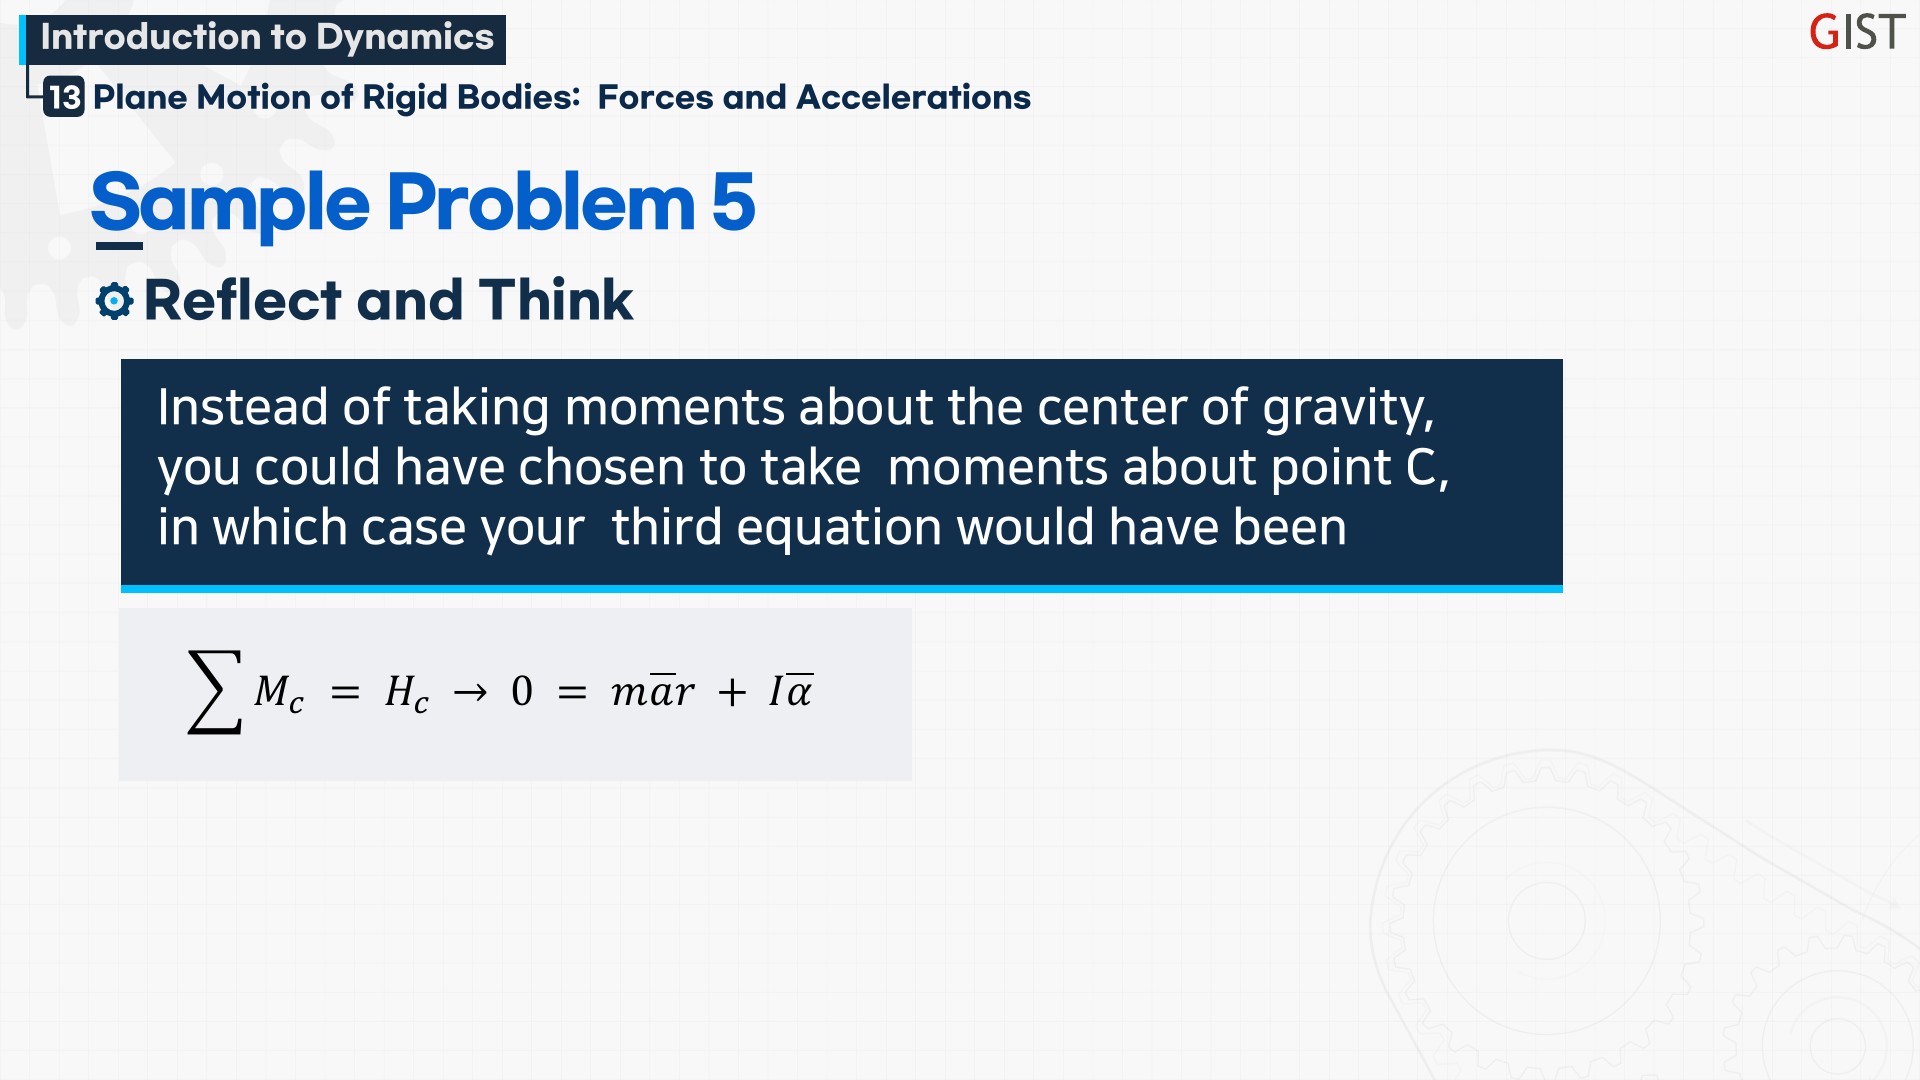 Introduction to Dynamics
GIST
13 Plane Motion of Rigid Bodies: Forces and Accelerations
Sample Problem 5
Reflect and Think
Instead of taking moments about the center of gravity,
you could have chosen to take moments about point C,
in which case your third equation would have been
∑ M_c = H_c → 0 = ma̅r + Iα̅